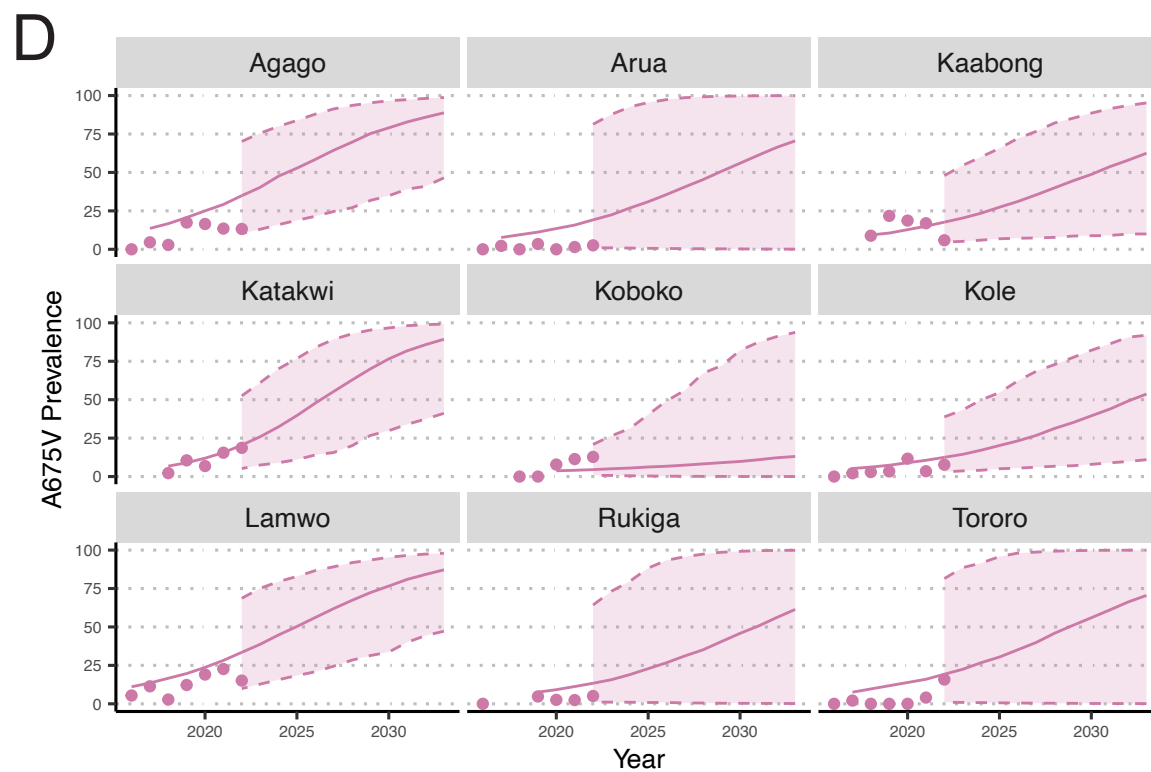 D
Agago Arua Kaabong
100
75
50
25
0
Katakwi Koboko Kole
100
75
50
25
0
Lamwo Rukiga Tororo
100
75
50
25
0
A675V Prevalence
2020 2025 2030 2020 2025 2030 2020 2025 2030
Year